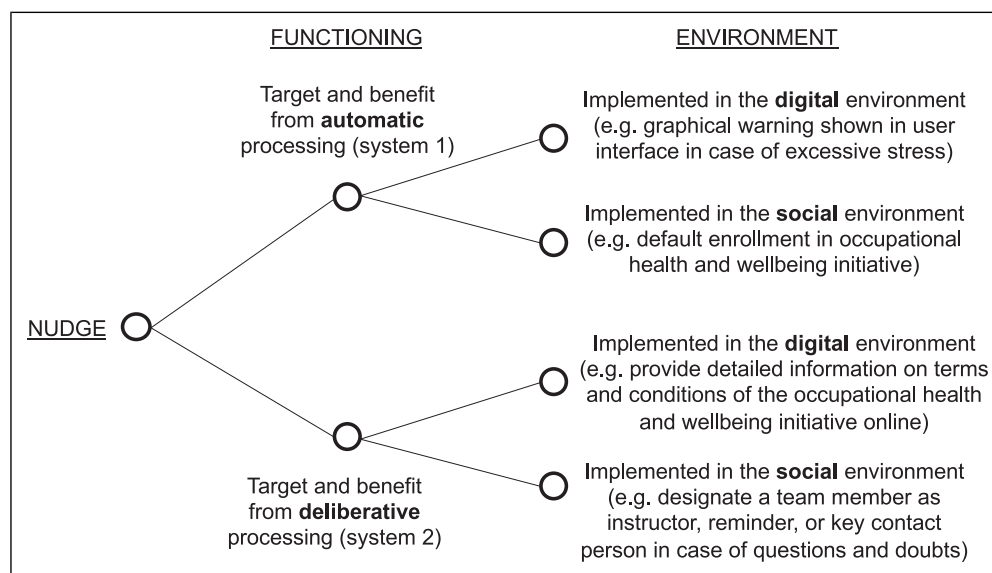 FUNCTIONING
ENVIRONMENT
Target and benefit
from automatic
processing (system 1)
Implemented in the digital environment
(e.g. graphical warning shown in user
interface in case of excessive stress)
Implemented in the social environment
(e.g. default enrollment in occupational
health and wellbeing initiative)
NUDGE
Implemented in the digital environment
(e.g. provide detailed information on terms
and conditions of the occupational health
and wellbeing initiative online)
Target and benefit
from deliberative
processing (system 2)
Implemented in the social environment
(e.g. designate a team member as
instructor, reminder, or key contact
person in case of questions and doubts)